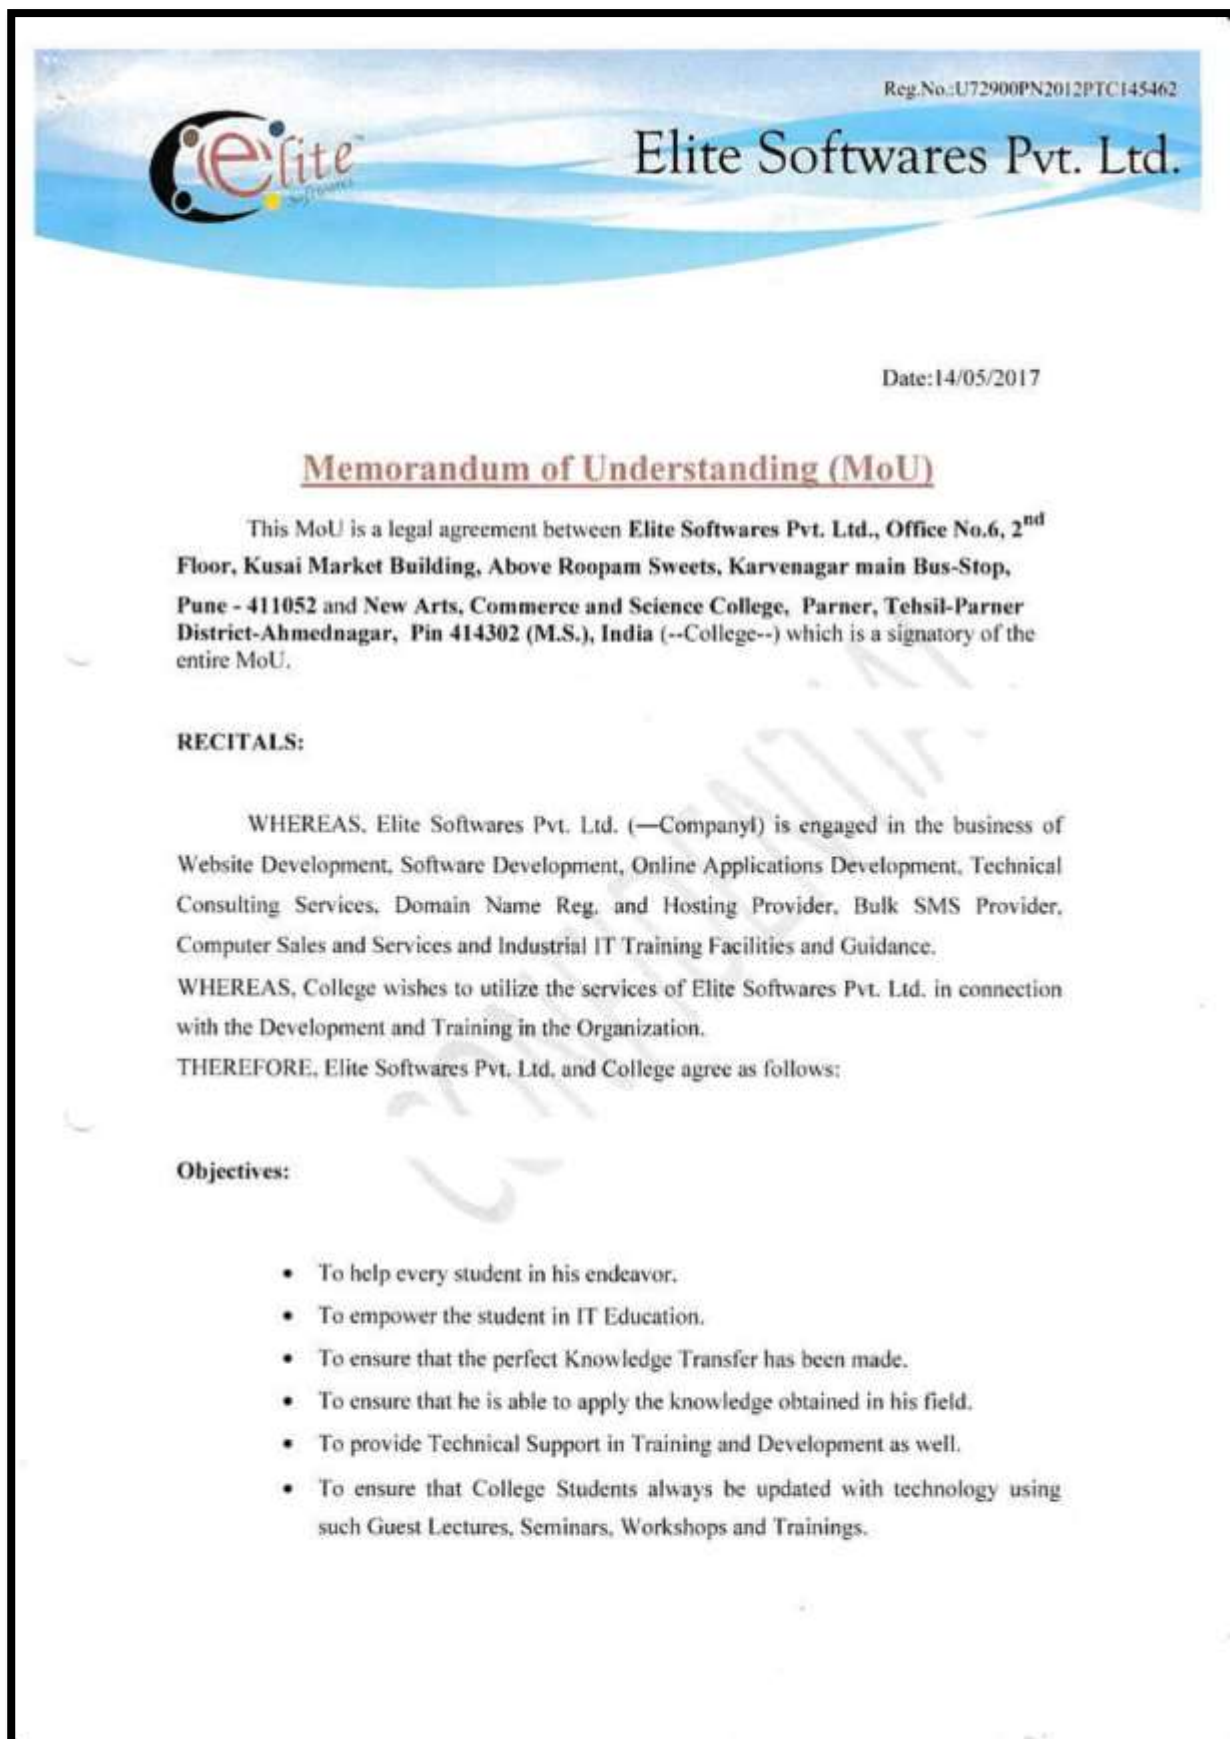 Reg.No.:U72900PN2012PTC145462
elite™
Softwares
Elite Softwares Pvt. Ltd.
Date:14/05/2017
Memorandum of Understanding (MoU)
This MoU is a legal agreement between Elite Softwares Pvt. Ltd., Office No.6, 2nd
Floor, Kusai Market Building, Above Roopam Sweets, Karvenagar main Bus-Stop,
Pune - 411052 and New Arts, Commerce and Science College, Parner, Tehsil-Parner
District-Ahmednagar, Pin 414302 (M.S.), India (--College--) which is a signatory of the
entire MoU.
RECITALS:
WHEREAS, Elite Softwares Pvt. Ltd. (—Companyl) is engaged in the business of
Website Development, Software Development, Online Applications Development, Technical
Consulting Services, Domain Name Reg. and Hosting Provider, Bulk SMS Provider,
Computer Sales and Services and Industrial IT Training Facilities and Guidance.
WHEREAS, College wishes to utilize the services of Elite Softwares Pvt. Ltd. in connection
with the Development and Training in the Organization.
THEREFORE, Elite Softwares Pvt. Ltd. and College agree as follows:
CONFIDENTIAL
Objectives:
• To help every student in his endeavor.
• To empower the student in IT Education.
• To ensure that the perfect Knowledge Transfer has been made.
• To ensure that he is able to apply the knowledge obtained in his field.
• To provide Technical Support in Training and Development as well.
• To ensure that College Students always be updated with technology using
such Guest Lectures, Seminars, Workshops and Trainings.